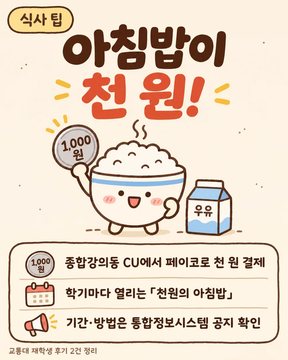 식사 팁
아침밥이
천 원!
1,000
원
우유
1,000
원
종합강의동 CU에서 페이코로 천 원 결제
학기마다 열리는 「천원의 아침밥」
기간·방법은 통합정보시스템 공지 확인
교통대 재학생 후기 2건 정리